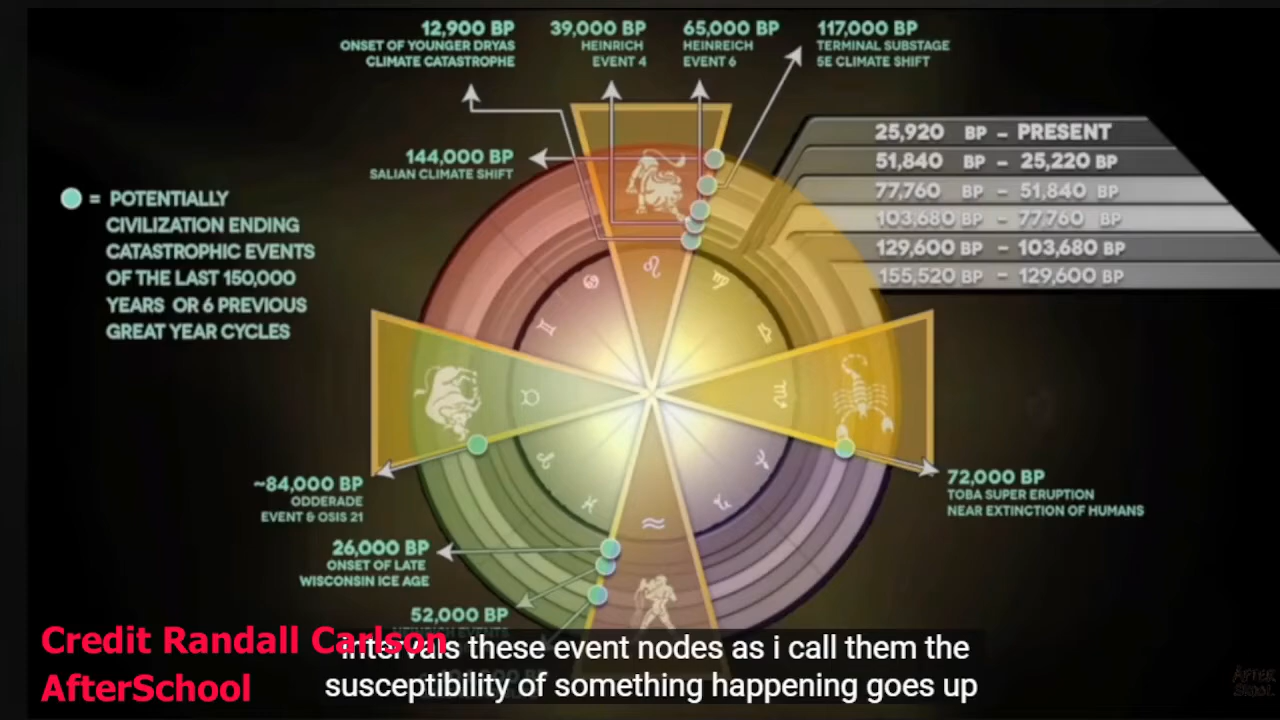 12,900 BP
ONSET OF YOUNGER DRYAS
CLIMATE CATASTROPHE
39,000 BP
HEINRICH
EVENT 4
65,000 BP
HEINREICH
EVENT 6
117,000 BP
TERMINAL SUBSTAGE
5E CLIMATE SHIFT
144,000 BP
SALIAN CLIMATE SHIFT
25,920 BP – PRESENT
51,840 BP – 25,220 BP
77,760 BP – 51,840 BP
103,680 BP – 77,760 BP
129,600 BP – 103,680 BP
155,520 BP – 129,600 BP
= POTENTIALLY
CIVILIZATION ENDING
CATASTROPHIC EVENTS
OF THE LAST 150,000
YEARS OR 6 PREVIOUS
GREAT YEAR CYCLES
~84,000 BP
ODDERADE
EVENT & OSIS 21
72,000 BP
TOBA SUPER ERUPTION
NEAR EXTINCTION OF HUMANS
26,000 BP
ONSET OF LATE
WISCONSIN ICE AGE
52,000 BP
Credit Randall Carlson
AfterSchool
intervals these event nodes as i call them the
susceptibility of something happening goes up
AFTER
SKOOL